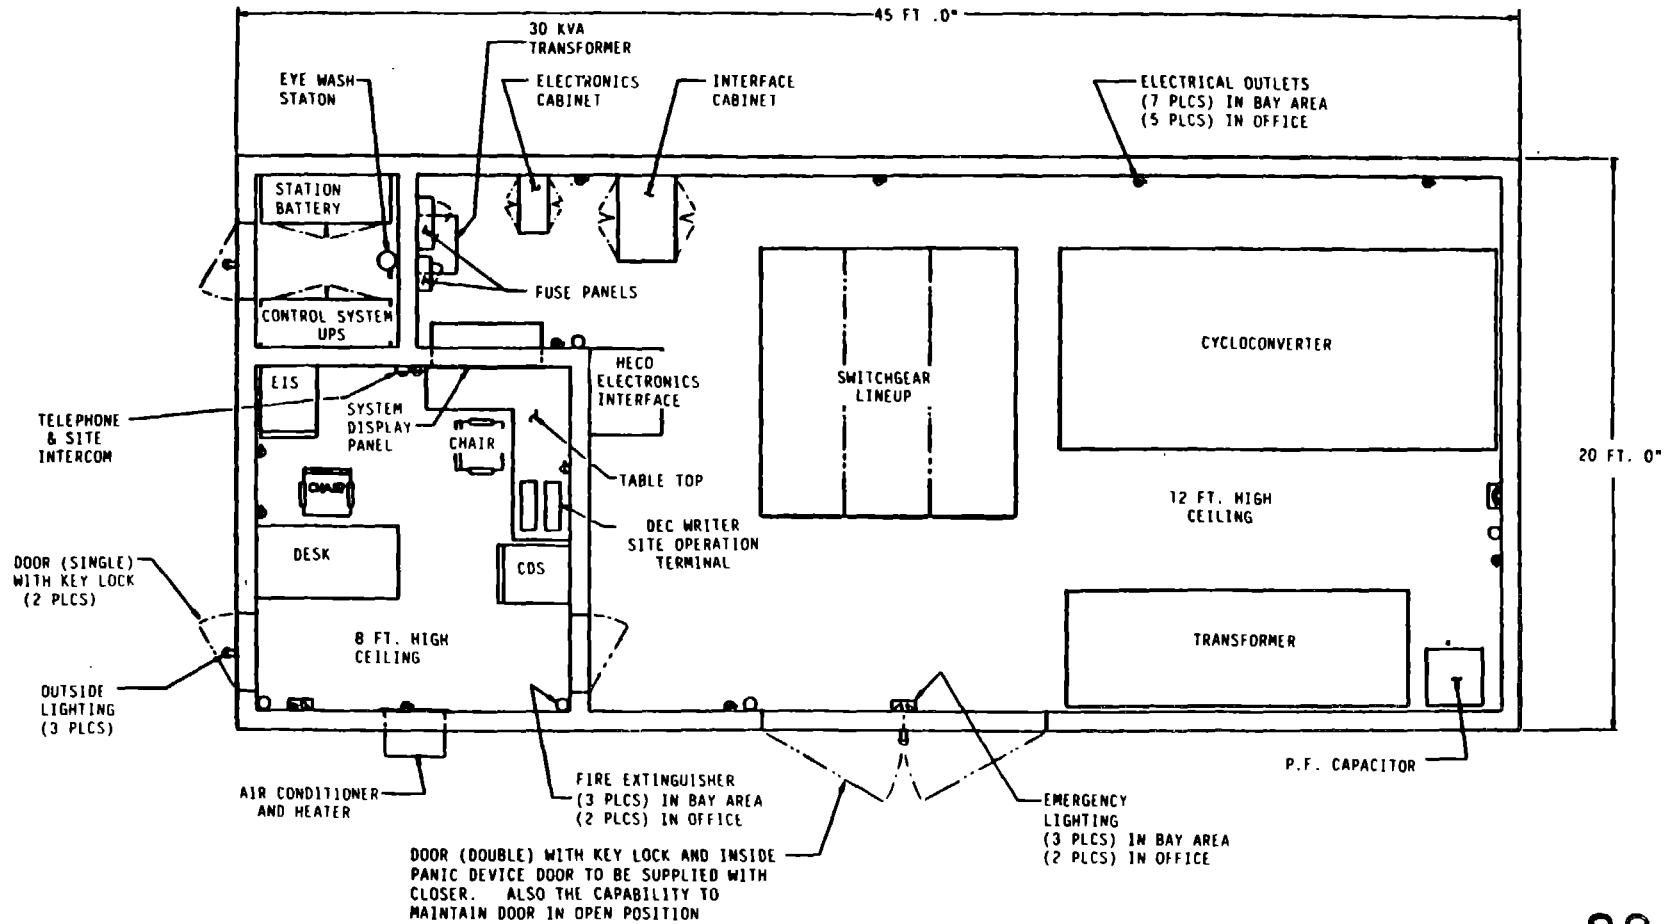 45 FT .0"
30 KVA
TRANSFORMER
EYE WASH
STATON
ELECTRONICS
CABINET
INTERFACE
CABINET
ELECTRICAL OUTLETS
(7 PLCS) IN BAY AREA
(5 PLCS) IN OFFICE
STATION
BATTERY
FUSE PANELS
CONTROL SYSTEM
UPS
CYCLOCONVERTER
HECO
ELECTRONICS
INTERFACE
SWITCHGEAR
LINEUP
EIS
TELEPHONE
& SITE
INTERCOM
SYSTEM
DISPLAY
PANEL
CHAIR
20 FT. 0"
TABLE TOP
CHAIR
12 FT. HIGH
CEILING
DEC WRITER
SITE OPERATION
TERMINAL
DESK
CDS
DOOR (SINGLE)
WITH KEY LOCK
(2 PLCS)
8 FT. HIGH
CEILING
TRANSFORMER
OUTSIDE
LIGHTING
(3 PLCS)
P.F. CAPACITOR
AIR CONDITIONER
AND HEATER
FIRE EXTINGUISHER
(3 PLCS) IN BAY AREA
(2 PLCS) IN OFFICE
EMERGENCY
LIGHTING
(3 PLCS) IN BAY AREA
(2 PLCS) IN OFFICE
DOOR (DOUBLE) WITH KEY LOCK AND INSIDE
PANIC DEVICE DOOR TO BE SUPPLIED WITH
CLOSER. ALSO THE CAPABILITY TO
MAINTAIN DOOR IN OPEN POSITION